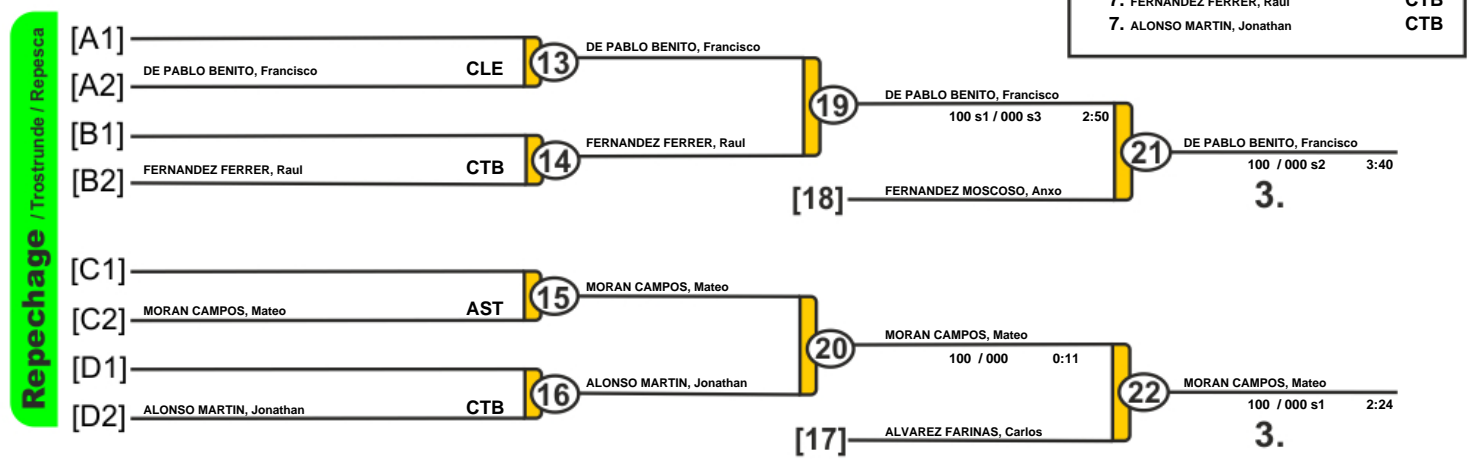 7. FERNANDEZ FERRER, Raul CTB
7. ALONSO MARTIN, Jonathan CTB
Repechage / Trostrunde / Repesca
[A1]
DE PABLO BENITO, Francisco CLE
[A2]
13
DE PABLO BENITO, Francisco
[B1]
FERNANDEZ FERRER, Raul CTB
[B2]
14
FERNANDEZ FERRER, Raul
19
DE PABLO BENITO, Francisco
100 s1 / 000 s3 2:50
[18]
FERNANDEZ MOSCOSO, Anxo
21
DE PABLO BENITO, Francisco
100 / 000 s2 3:40
3.
[C1]
MORAN CAMPOS, Mateo AST
[C2]
15
MORAN CAMPOS, Mateo
[D1]
ALONSO MARTIN, Jonathan CTB
[D2]
16
ALONSO MARTIN, Jonathan
20
MORAN CAMPOS, Mateo
100 / 000 0:11
[17]
ALVAREZ FARINAS, Carlos
22
MORAN CAMPOS, Mateo
100 / 000 s1 2:24
3.